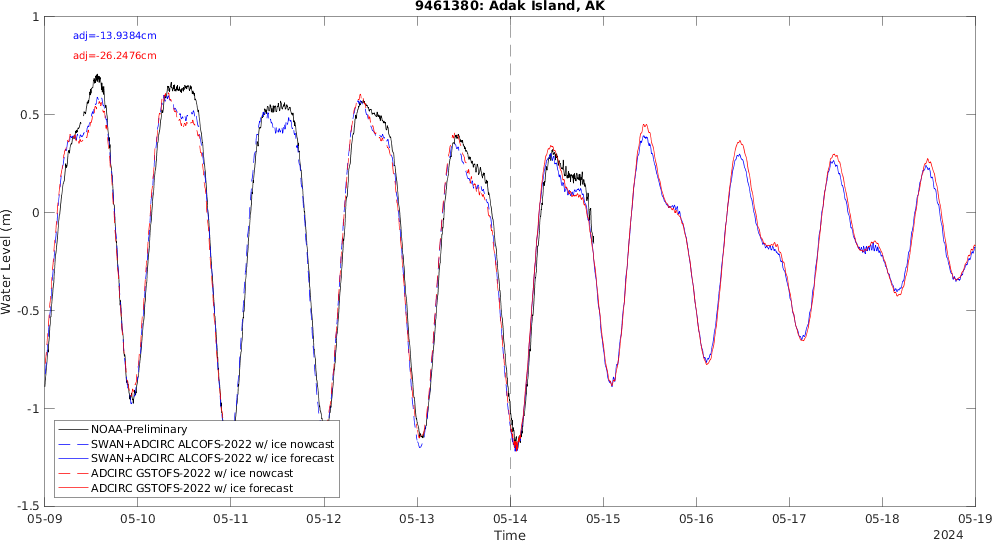 9461380: Adak Island, AK
adj=-13.9384cm
adj=-26.2476cm
Water Level (m)
1
0.5
0
-0.5
-1
-1.5
NOAA-Preliminary
SWAN+ADCIRC ALCOFS-2022 w/ ice nowcast
SWAN+ADCIRC ALCOFS-2022 w/ ice forecast
ADCIRC GSTOFS-2022 w/ ice nowcast
ADCIRC GSTOFS-2022 w/ ice forecast
05-09 05-10 05-11 05-12 05-13 05-14 05-15 05-16 05-17 05-18 05-19
Time
2024